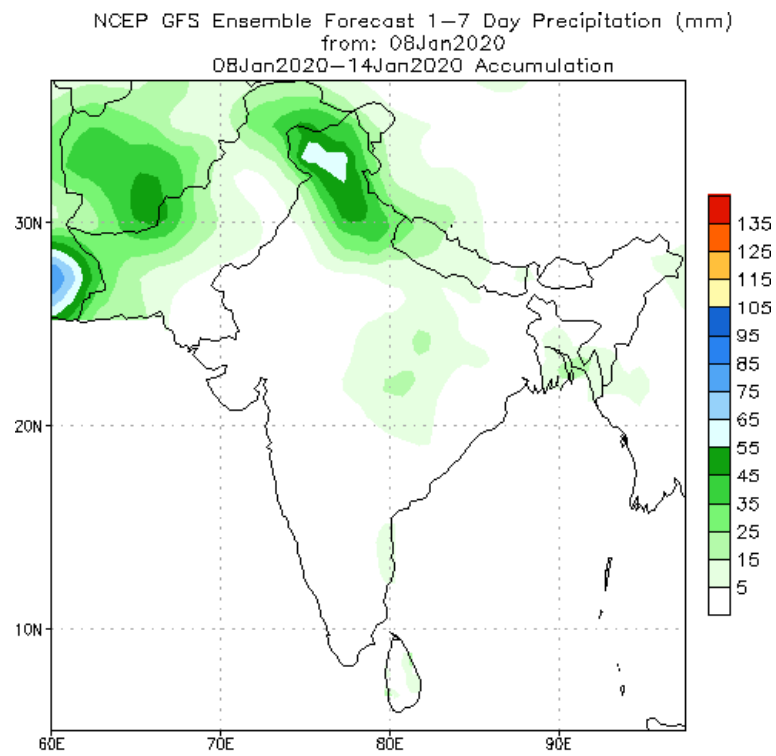 NCEP GFS Ensemble Forecast 1–7 Day Precipitation (mm)
from: 08Jan2020
08Jan2020–14Jan2020 Accumulation
30N
20N
10N
60E
70E
80E
90E
135
125
115
105
95
85
75
65
55
45
35
25
15
5